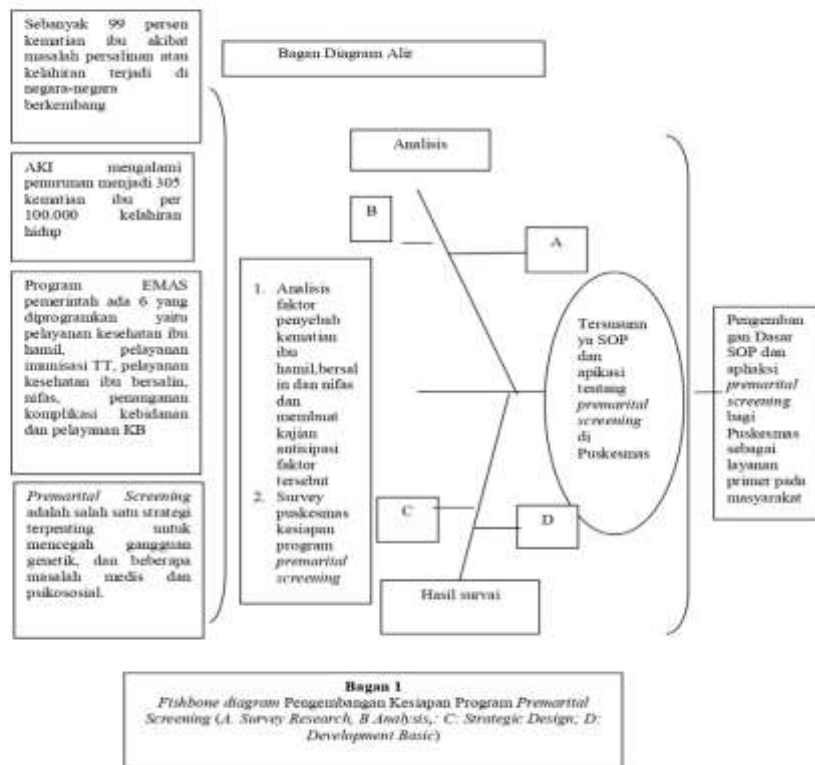 Sebanyak 99 persen
kematian ibu akibat
masalah persalinan atau
kelahiran terjadi di
negara-negara
berkembang
AKI mengalami
penurunan menjadi 305
kematian ibu per
100.000 kelahiran
hidup
Program EMAS
pemerintah ada 6 yang
diprogramkan yaitu
pelayanan kesehatan ibu
hamil, pelayanan
imunisasi TT, pelayanan
kesehatan ibu bersalin,
nifas, penanganan
komplikasi kebidanan
dan pelayanan KB
Premarital Screening
adalah salah satu strategi
terpenting untuk
mencegah gangguan
genetik, dan beberapa
masalah medis dan
psikososial.
Bagan Diagram Alir
1. Analisis
faktor
penyebab
kematian
ibu
hamil,bersal
in dan nifas
dan
membuat
kajian
antisipasi
faktor
tersebut
2. Survey
puskesmas
kesiapan
program
premarital
screening
Analisis
B
A
C
D
Hasil survai
Tersusunn
ya SOP
dan
apikasi
tentang
premarital
screening
di
Puskesmas
Pengemban
gan Dasar
SOP dan
apliaksi
premarital
screening
bagi
Puskesmas
sebagai
layanan
primer pada
masyarakat
Bagan 1
Fishbone diagram Pengembangan Kesiapan Program Premarital
Screening (A. Survey Research, B Analysis,: C: Strategic Design; D:
Development Basic)